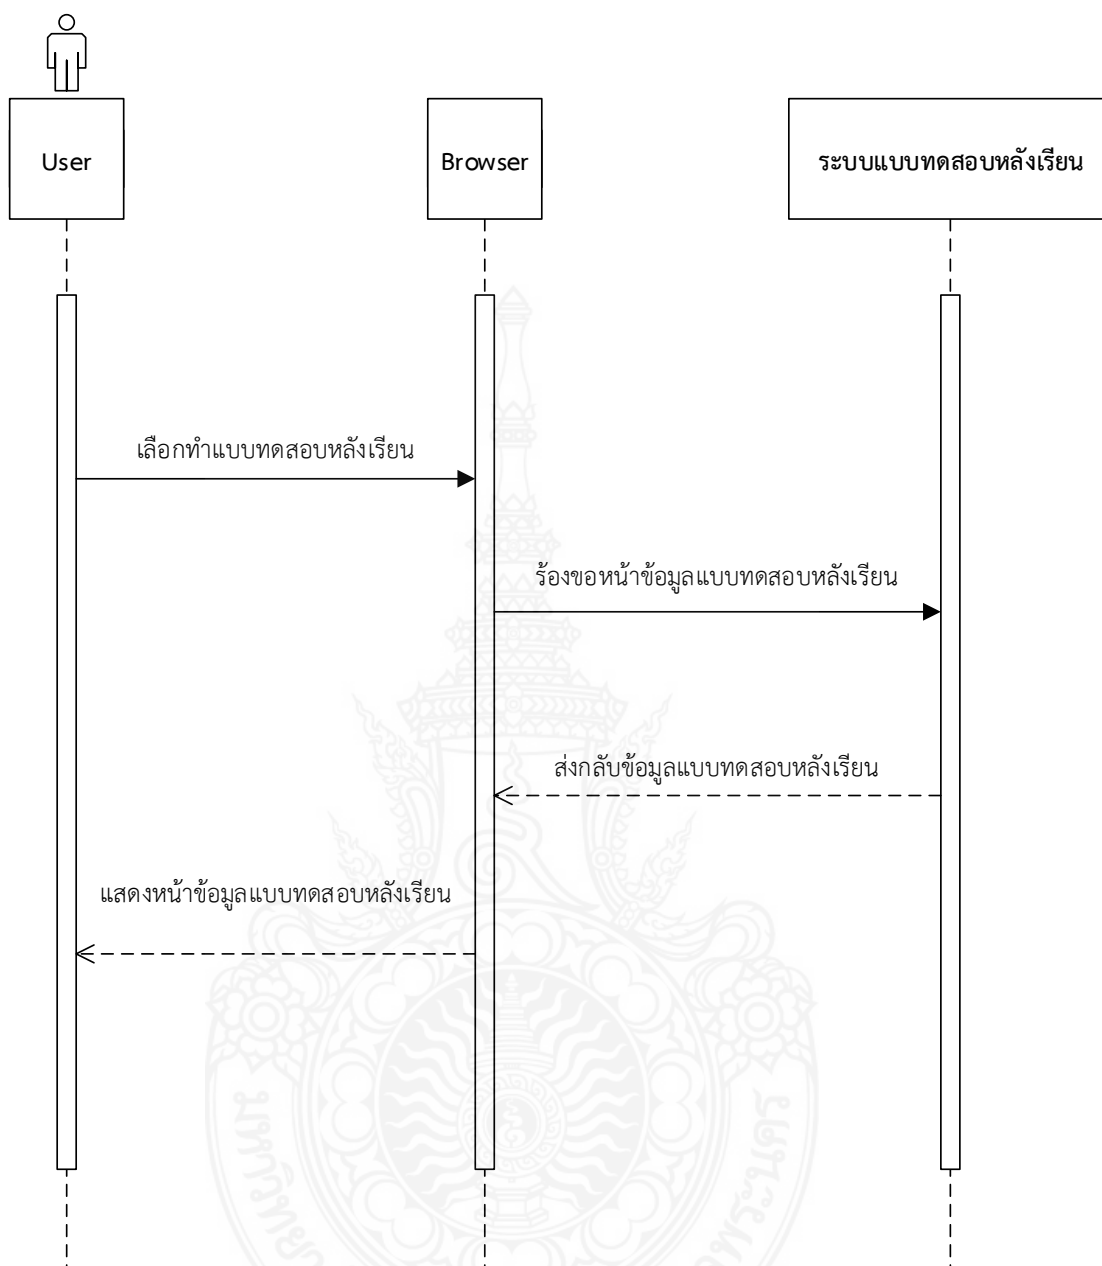 User
Browser
ระบบแบบทดสอบหลังเรียน
เลือกทำแบบทดสอบหลังเรียน
ร้องขอหน้าข้อมูลแบบทดสอบหลังเรียน
ส่งกลับข้อมูลแบบทดสอบหลังเรียน
แสดงหน้าข้อมูลแบบทดสอบหลังเรียน